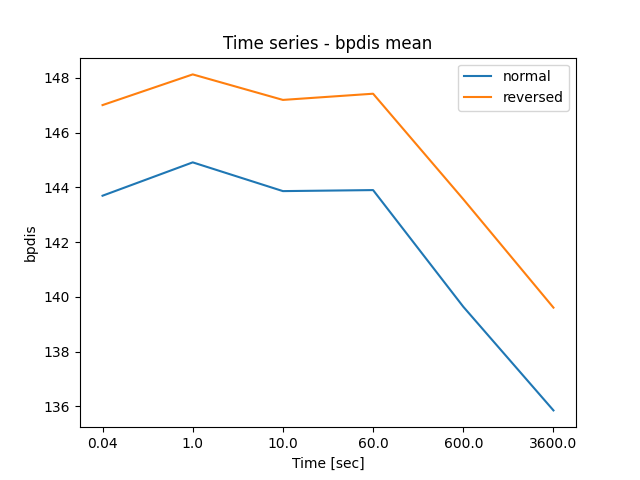 Time series - bpdis mean
normal
reversed
148
146
144
142
140
138
136
bpdis
0.04 1.0 10.0 60.0 600.0 3600.0
Time [sec]